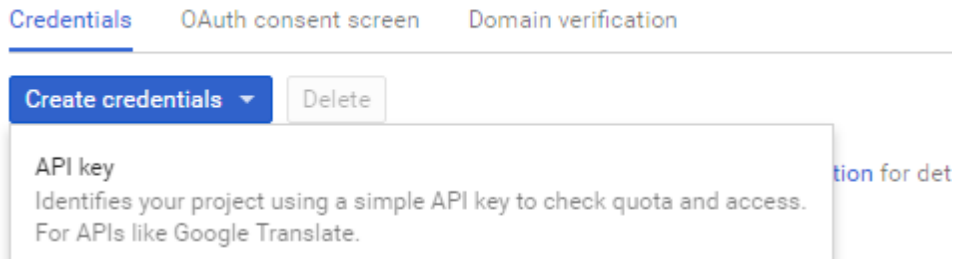 Credentials OAuth consent screen Domain verification
Create credentials Delete
API key
Identifies your project using a simple API key to check quota and access.
For APIs like Google Translate.
tion for det